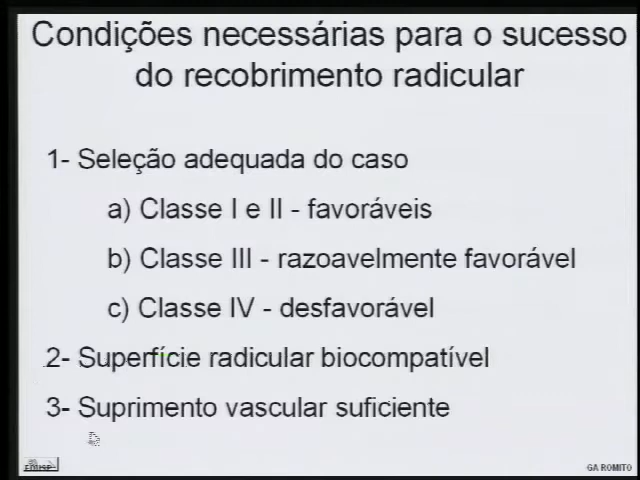 Condições necessárias para o sucesso
do recobrimento radicular
1- Seleção adequada do caso
a) Classe I e II - favoráveis
b) Classe III - razoavelmente favorável
c) Classe IV - desfavorável
2- Superfície radicular biocompatível
3- Suprimento vascular suficiente
GA ROMITO